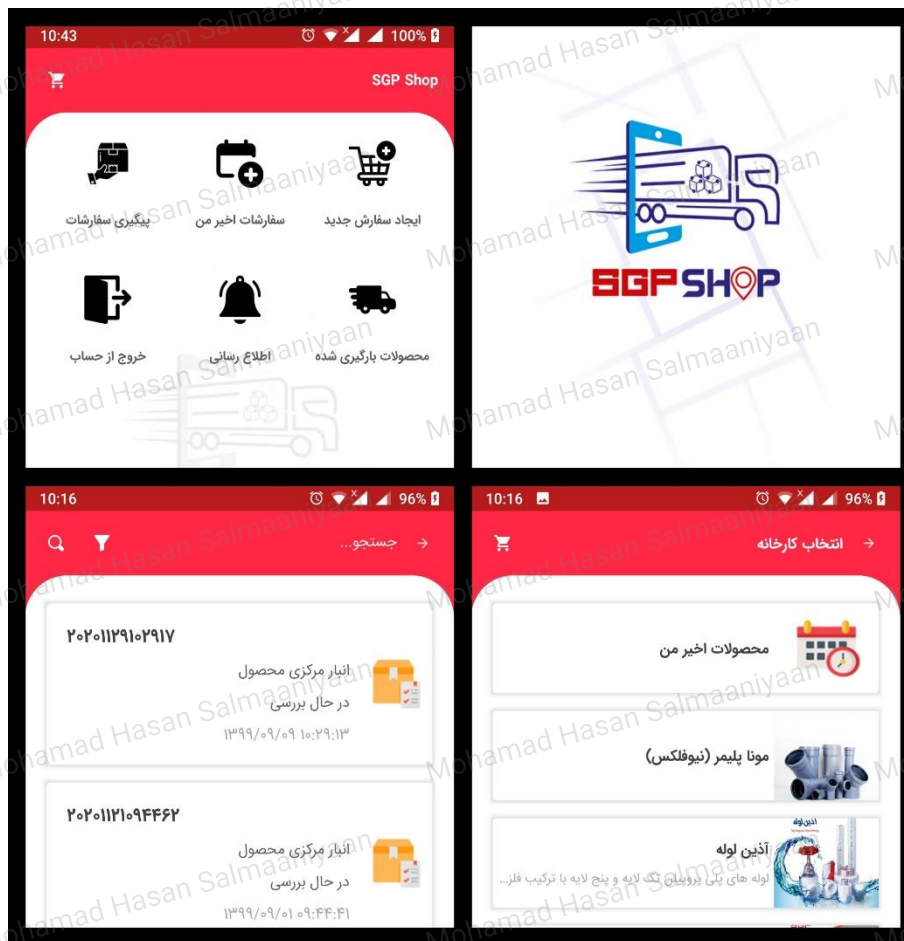 10:43
100%
SGP Shop
ایجاد سفارش جدید
سفارشات اخیر من
پیگیری سفارشات
محصولات بارگیری شده
اطلاع رسانی
خروج از حساب
SGP SHOP
10:16
96%
جستجو...
۲۰۲۰۱۱۲۹۱۰۲۹۱۷
انبار مرکزی محصول
در حال بررسی
۱۳۹۹/۰۹/۰۹ ۱۰:۲۹:۱۳
۲۰۲۰۱۱۲۱۰۹۴۴۶۲
انبار مرکزی محصول
در حال بررسی
۱۳۹۹/۰۹/۰۱ ۰۹:۴۴:۴۱
10:16
96%
انتخاب کارخانه
محصولات اخیر من
مونا پلیمر (نیوفلکس)
آذین لوله
آذین لوله
لوله های پلی پروپیلن تک لایه و پنج لایه با ترکیب فلز...
Mohamad Hasan Salmaaniyaan